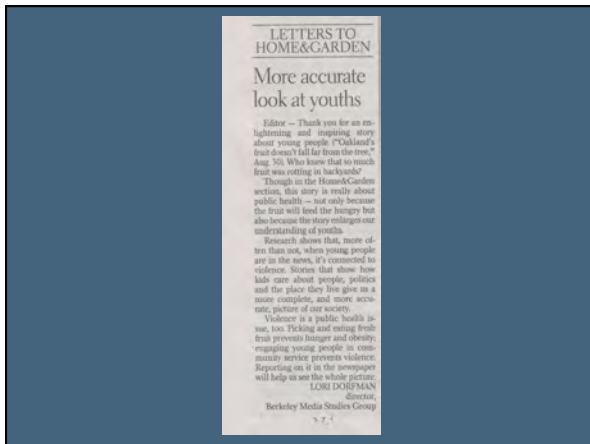 LETTERS TO
HOME&GARDEN
More accurate
look at youths
Editor — Thank you for an en-
lightening and inspiring story
about young people ("Oakland's
fruit doesn't fall far from the tree,"
Aug. 30). Who knew that so much
fruit was rotting in backyards?
Though in the Home&Garden
section, this story is really about
public health — not only because
the fruit will feed the hungry but
also because the story enlarges our
understanding of youths.
Research shows that, more of-
ten than not, when young people
are in the news, it's connected to
violence. Stories that show how
kids care about people, politics
and the place they live give us a
more complete, and more accu-
rate, picture of our society.
Violence is a public health is-
sue, too. Picking and eating fresh
fruit prevents hunger and obesity;
engaging young people in com-
munity service prevents violence.
Reporting on it in the newspaper
will help us see the whole picture.
LORI DORFMAN
director,
Berkeley Media Studies Group